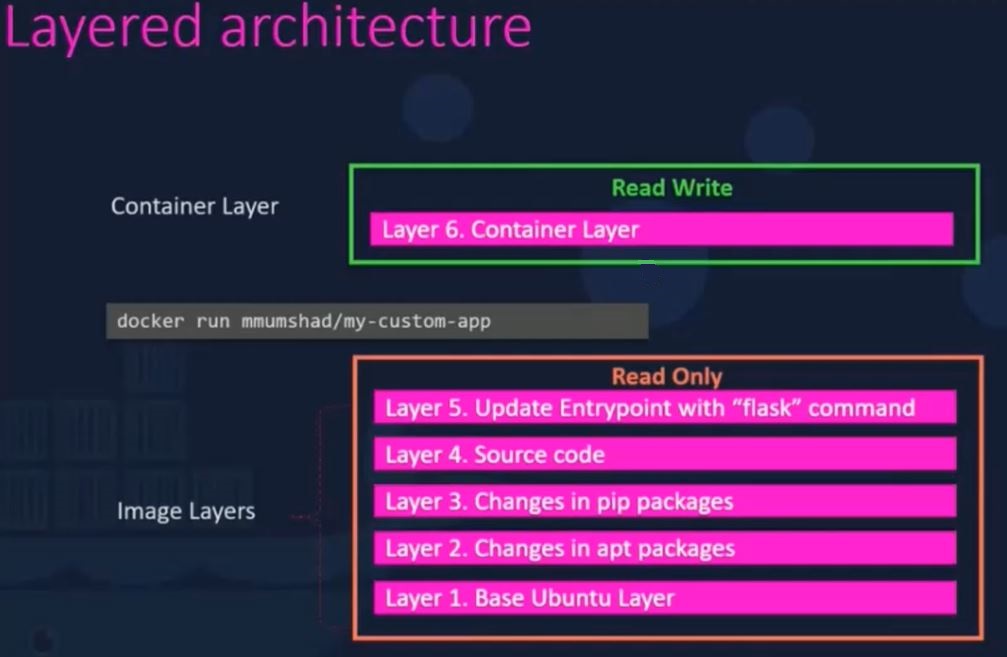 Layered architecture
Container Layer
Read Write
Layer 6. Container Layer
docker run mmumshad/my-custom-app
Read Only
Layer 5. Update Entrypoint with “flask” command
Layer 4. Source code
Layer 3. Changes in pip packages
Image Layers
Layer 2. Changes in apt packages
Layer 1. Base Ubuntu Layer